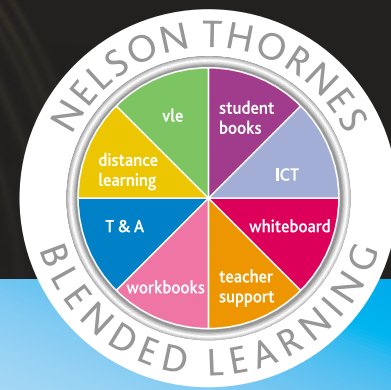 NELSON THORNES
vle
student
books
distance
learning
ICT
T & A
whiteboard
workbooks
teacher
support
BLENDED LEARNING